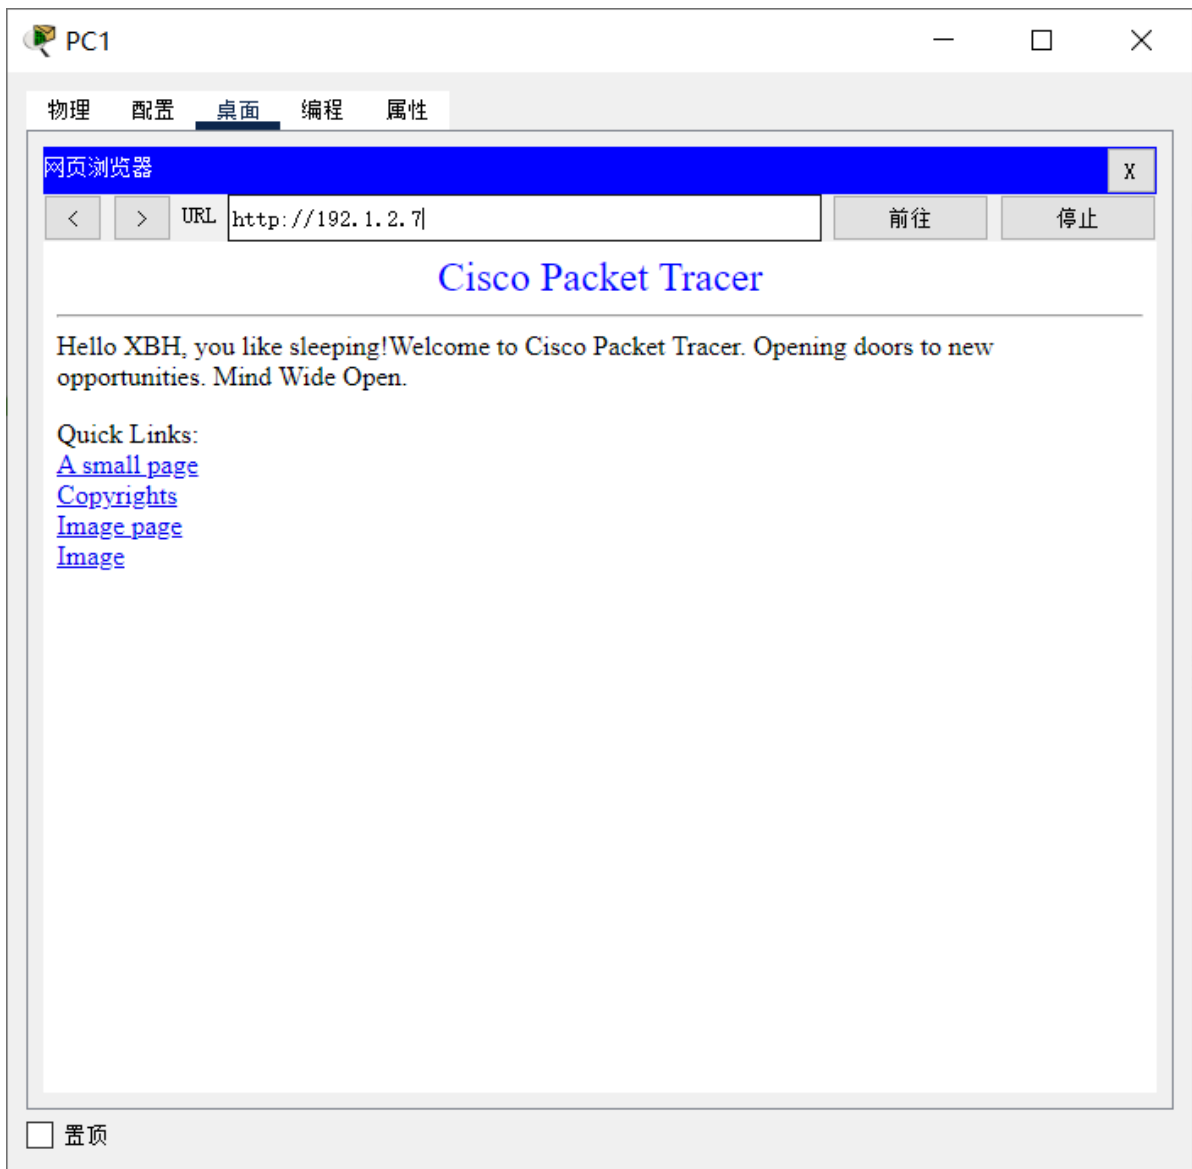 PC1
物理 配置 桌面 编程 属性
网页浏览器 X
< > URL http://192.1.2.7 前往 停止
Cisco Packet Tracer
Hello XBH, you like sleeping!Welcome to Cisco Packet Tracer. Opening doors to new
opportunities. Mind Wide Open.
Quick Links:
A small page
Copyrights
Image page
Image
置顶